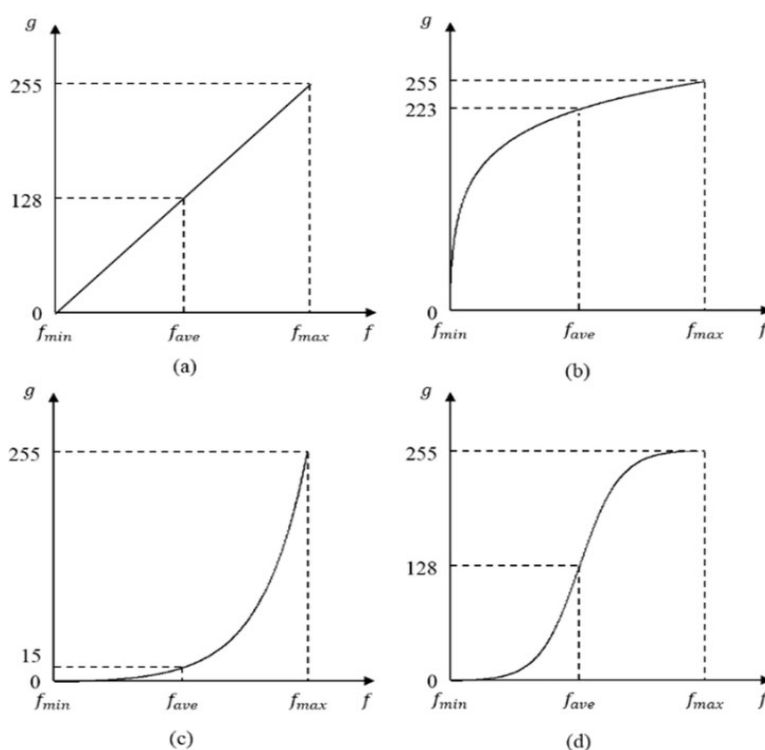 g
255
128
0
f_min f_ave f_max f
(a)
g
255
223
0
f_min f_ave f_max f
(b)
g
255
15
0
f_min f_ave f_max f
(c)
g
255
128
0
f_min f_ave f_max f
(d)